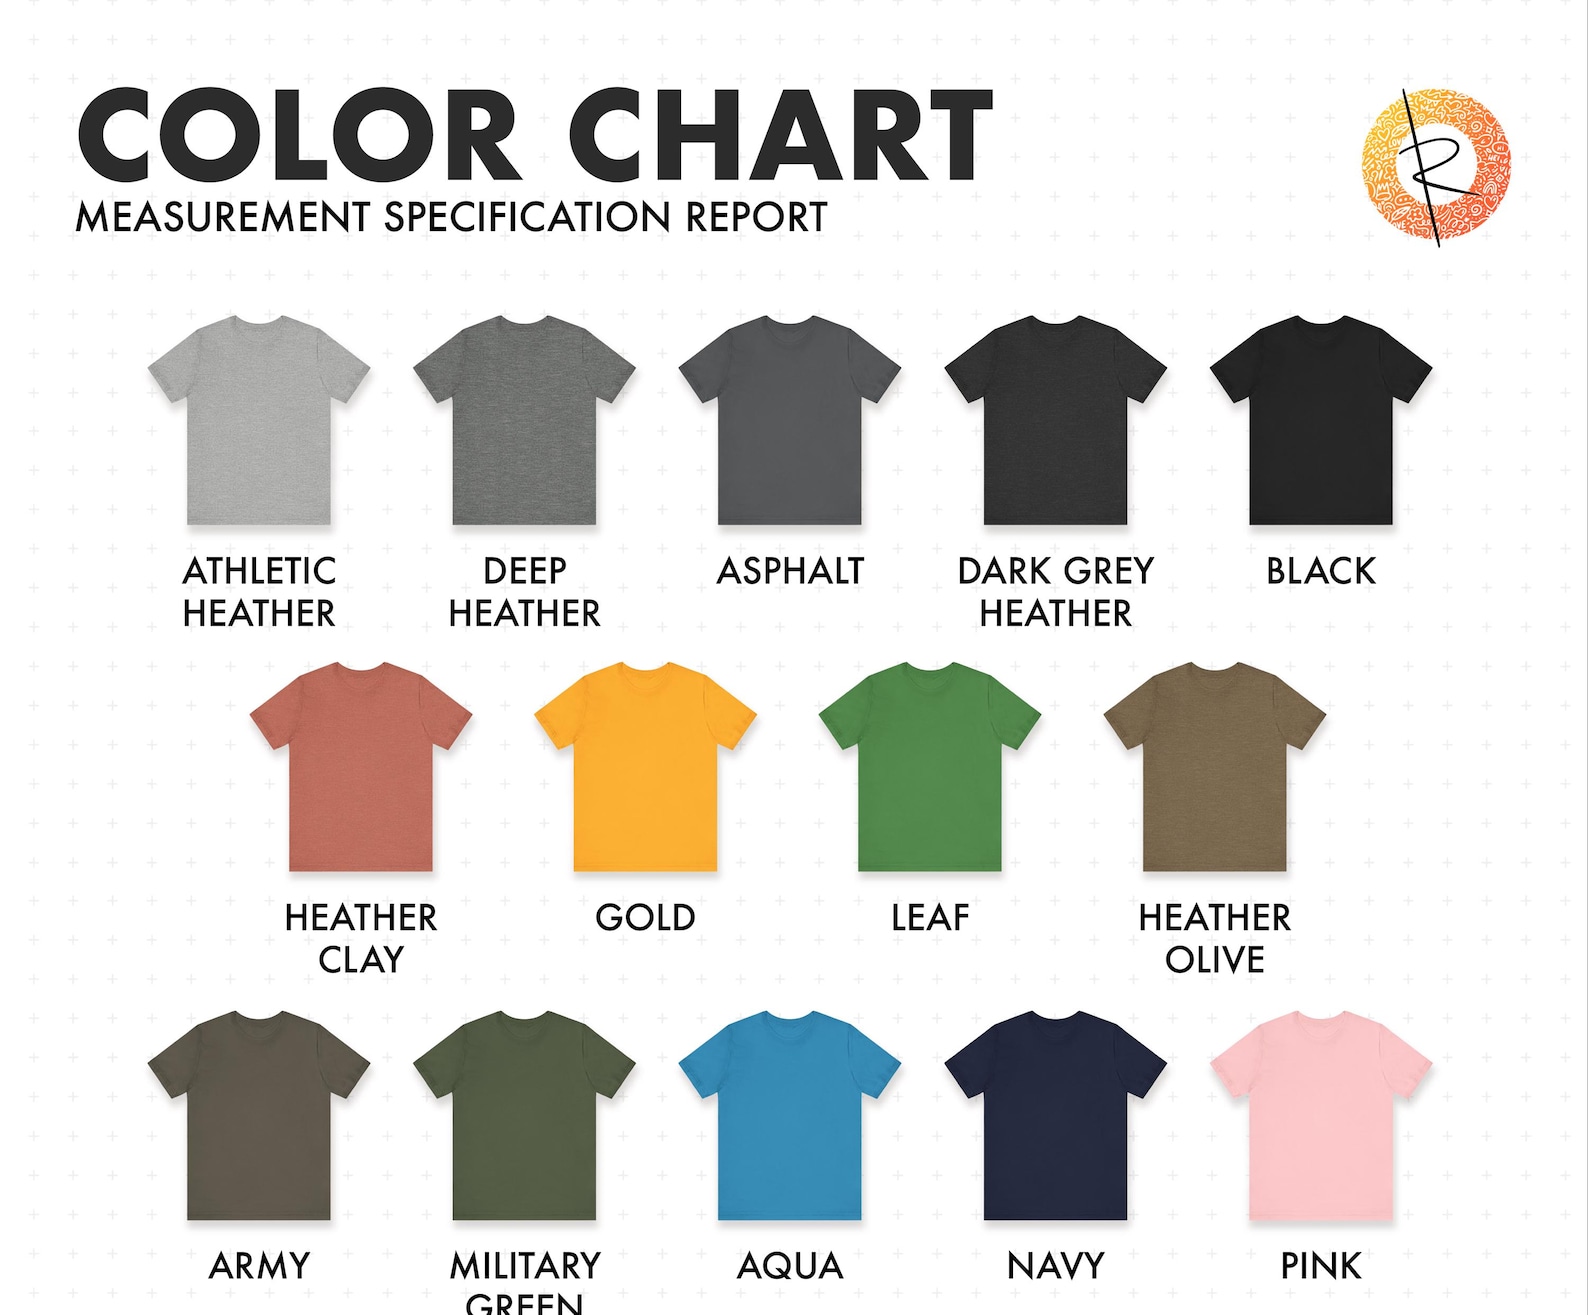 COLOR CHART
MEASUREMENT SPECIFICATION REPORT
R
ATHLETIC
HEATHER
DEEP
HEATHER
ASPHALT
DARK GREY
HEATHER
BLACK
HEATHER
CLAY
GOLD
LEAF
HEATHER
OLIVE
ARMY
MILITARY
GREEN
AQUA
NAVY
PINK